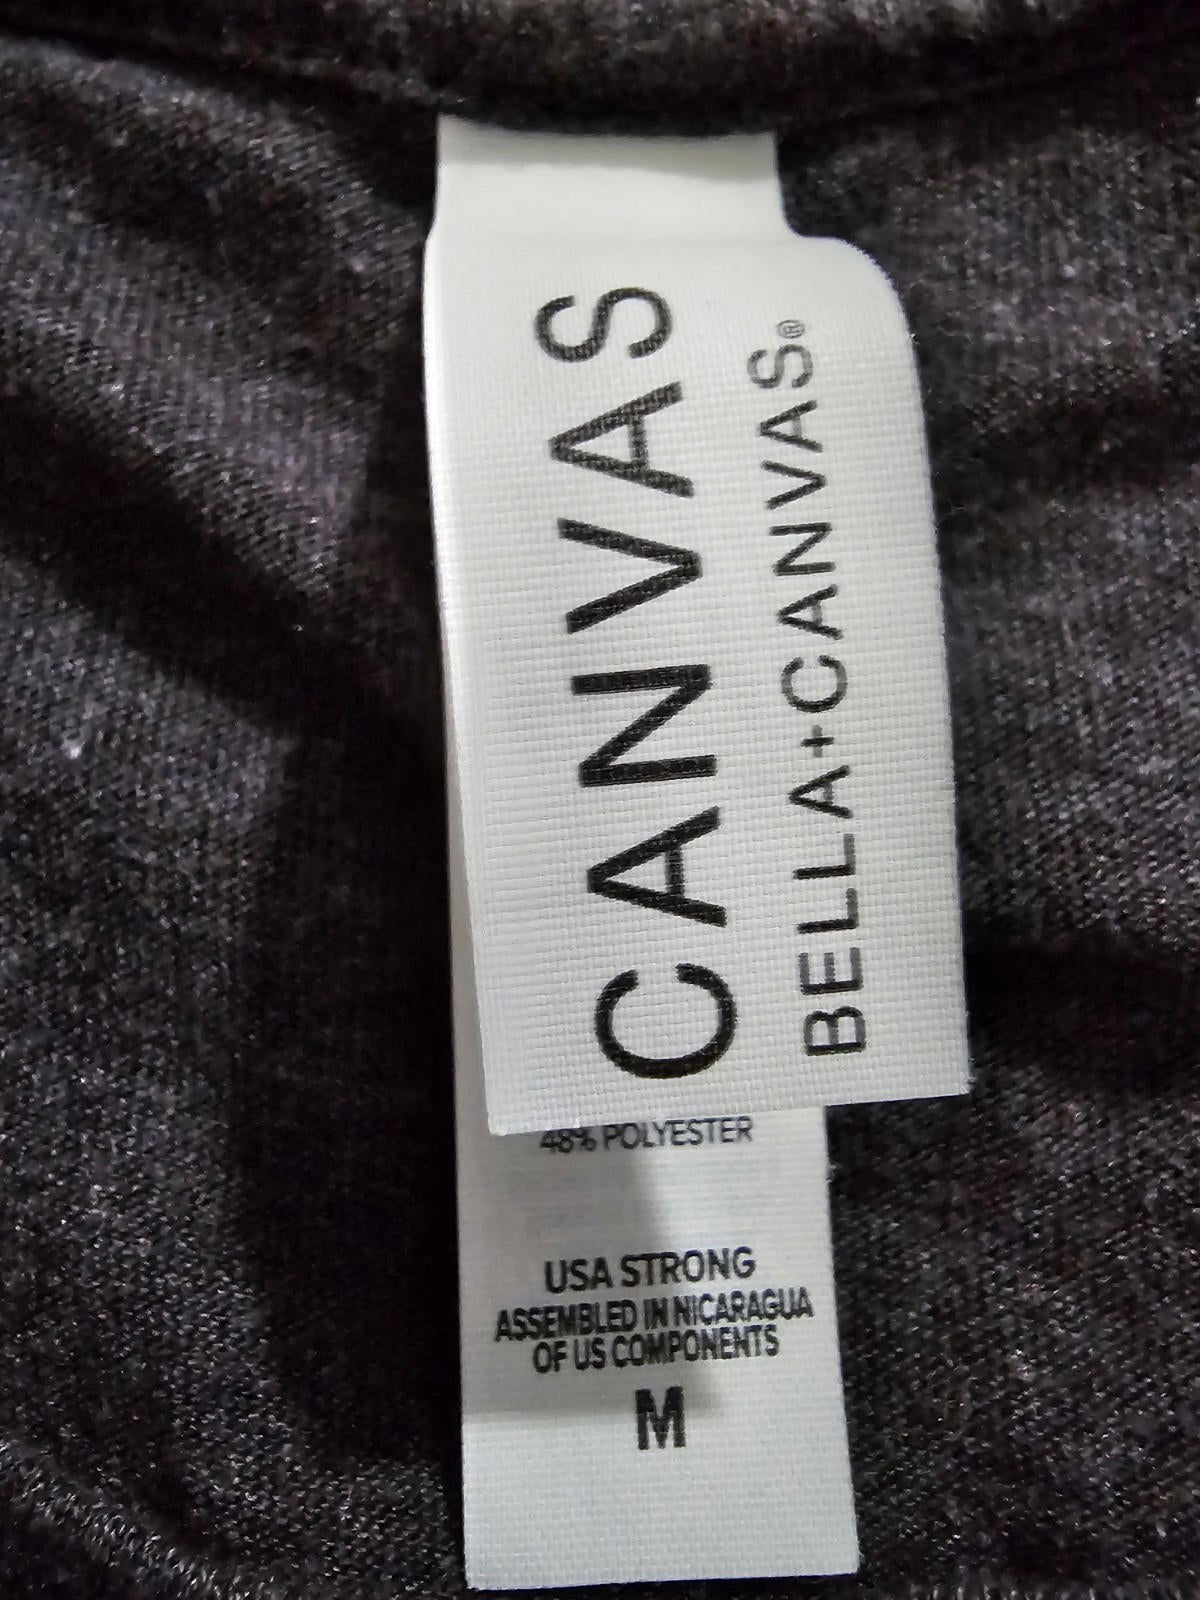 CANVAS
BELLA+CANVAS®
48% POLYESTER
USA STRONG
ASSEMBLED IN NICARAGUA
OF US COMPONENTS
M